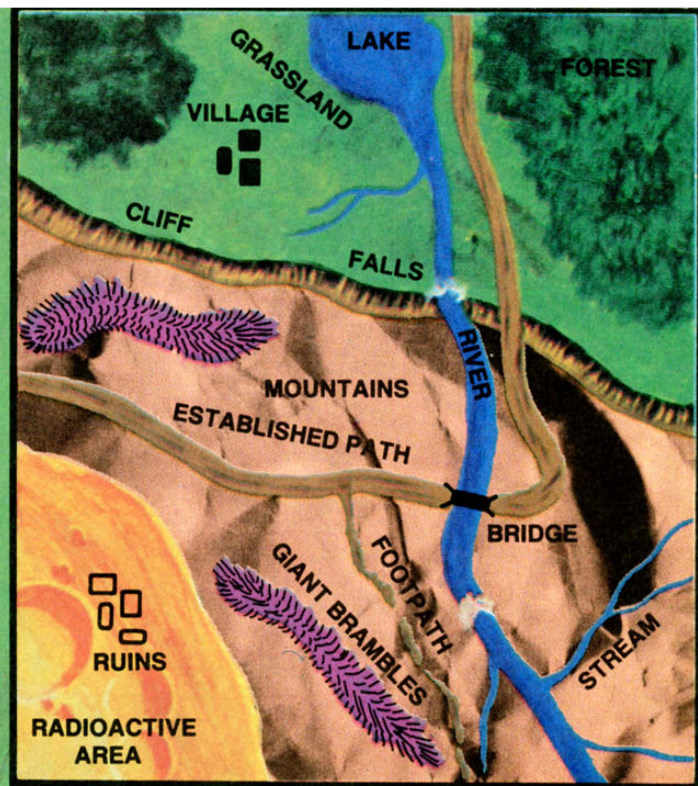 LAKE
GRASSLAND
FOREST
VILLAGE
CLIFF
FALLS
RIVER
MOUNTAINS
ESTABLISHED PATH
BRIDGE
FOOTPATH
GIANT BRAMBLES
STREAM
RUINS
RADIOACTIVE
AREA